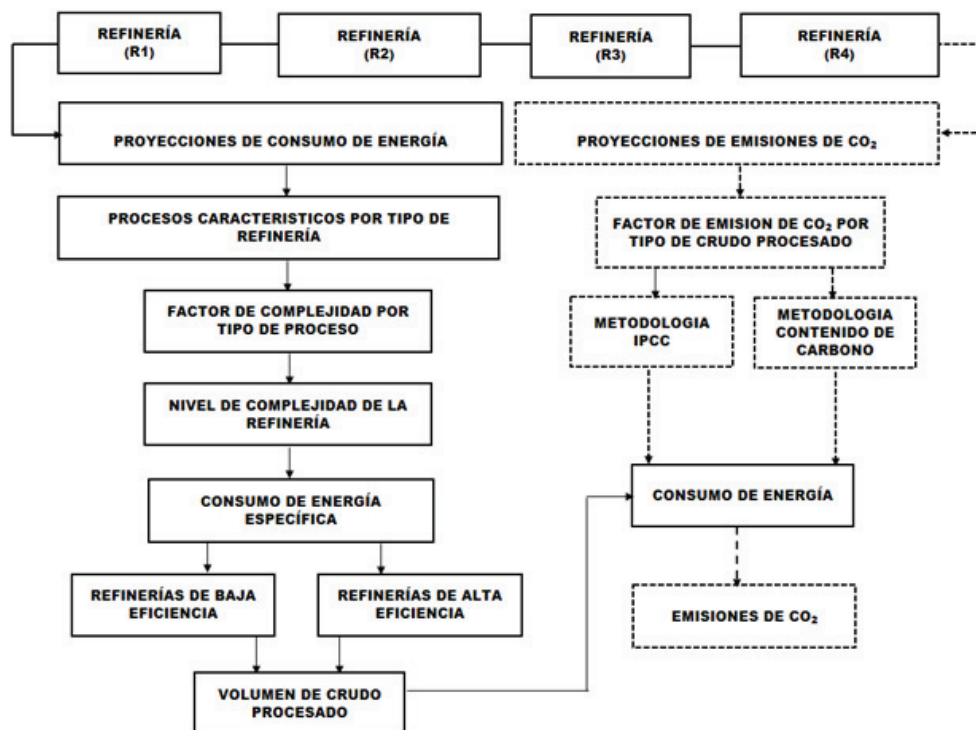 REFINERÍA
(R1)
REFINERÍA
(R2)
REFINERÍA
(R3)
REFINERÍA
(R4)
PROYECCIONES DE CONSUMO DE ENERGÍA
PROYECCIONES DE EMISIONES DE CO₂
PROCESOS CARACTERISTICOS POR TIPO DE
REFINERÍA
FACTOR DE EMISION DE CO₂ POR
TIPO DE CRUDO PROCESADO
FACTOR DE COMPLEJIDAD POR
TIPO DE PROCESO
METODOLOGIA
IPCC
METODOLOGIA
CONTENIDO DE
CARBONO
NIVEL DE COMPLEJIDAD DE LA
REFINERÍA
CONSUMO DE ENERGÍA
ESPECÍFICA
CONSUMO DE ENERGÍA
REFINERÍAS DE BAJA
EFICIENCIA
REFINERÍAS DE ALTA
EFICIENCIA
EMISIONES DE CO₂
VOLUMEN DE CRUDO
PROCESADO